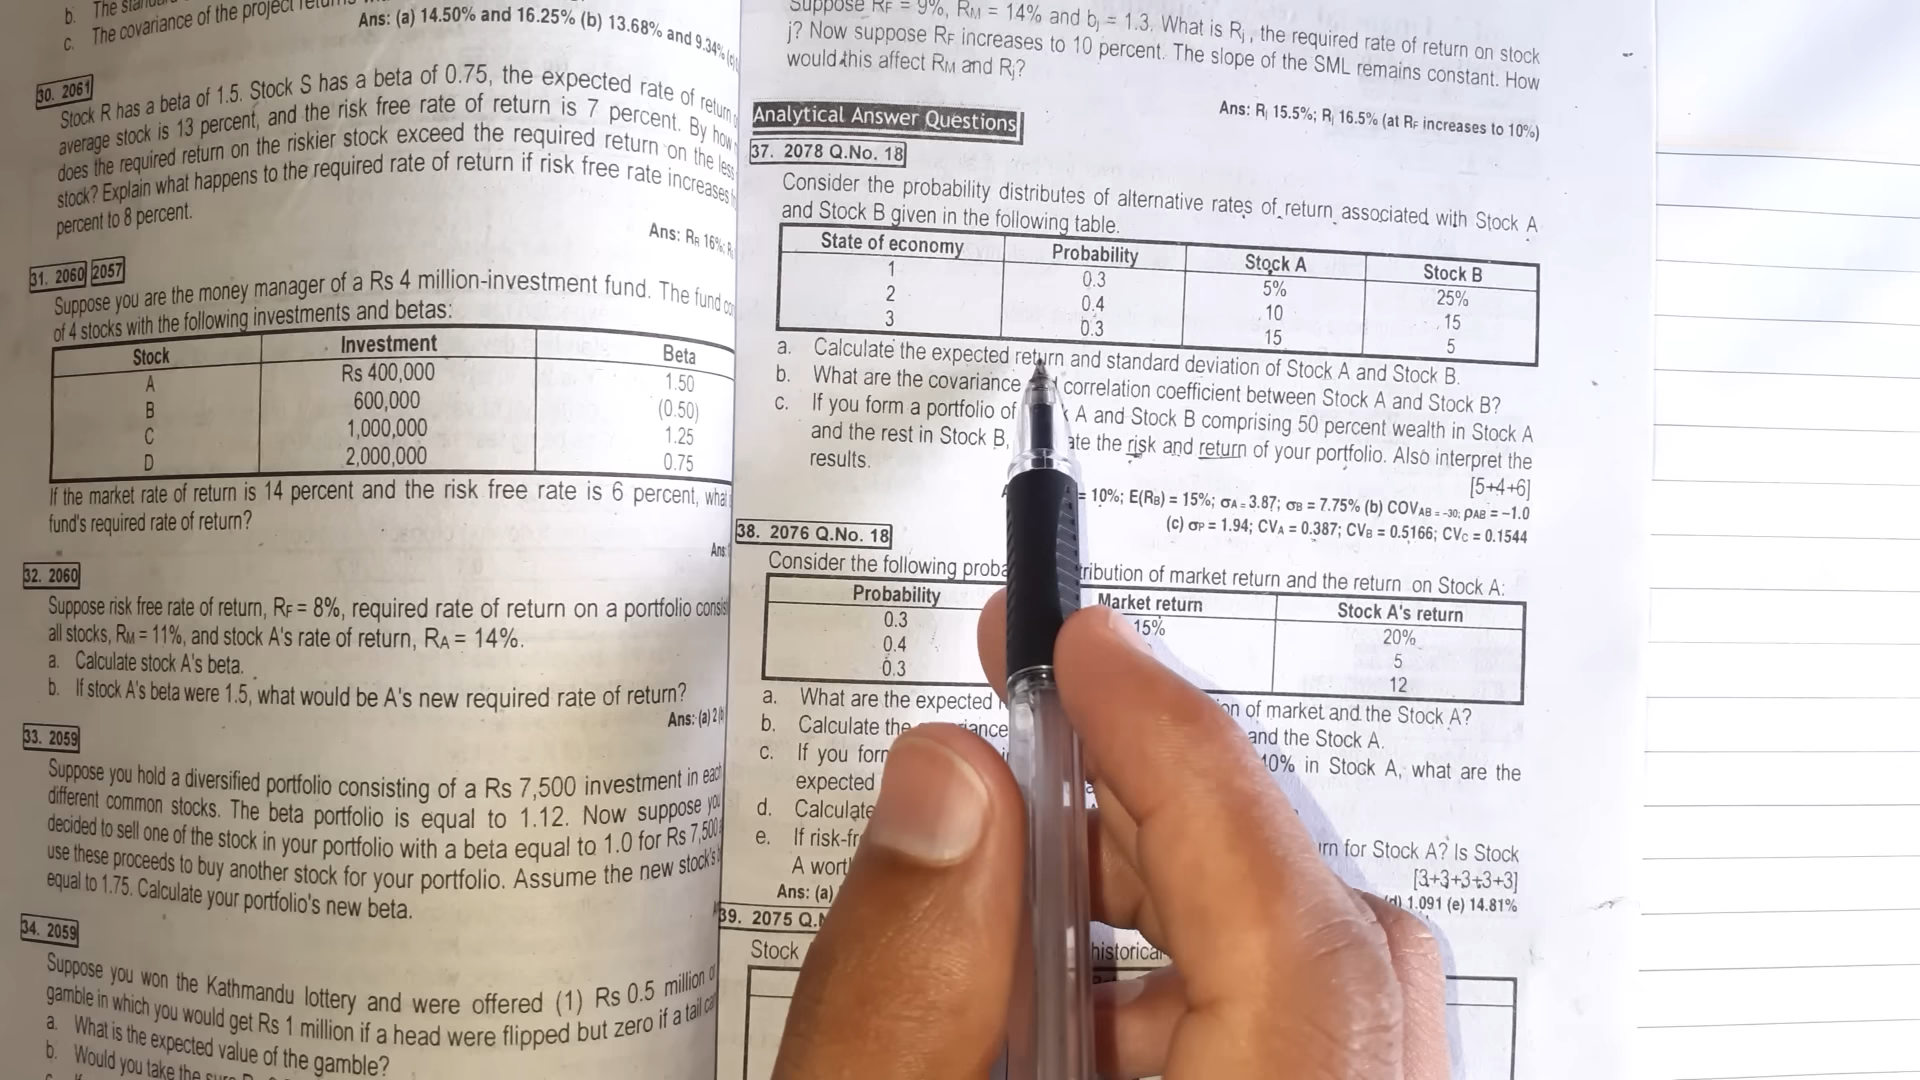 b. The
c. The covariance of the project
Ans: (a) 14.50% and 16.25% (b) 13.68% and 9.34%
30. 2061
Stock R has a beta of 1.5. Stock S has a beta of 0.75, the expected rate of return
average stock is 13 percent, and the risk free rate of return is 7 percent. By how
does the required return on the riskier stock exceed the required return on the less
stock? Explain what happens to the required rate of return if risk free rate increases
percent to 8 percent.
Ans: RR 16%;
31. 2060 2057
Suppose you are the money manager of a Rs 4 million-investment fund. The fund
of 4 stocks with the following investments and betas:
Stock Investment Beta
A Rs 400,000 1.50
B 600,000 (0.50)
C 1,000,000 1.25
D 2,000,000 0.75
If the market rate of return is 14 percent and the risk free rate is 6 percent,
fund's required rate of return?
Ans:
32. 2060
Suppose risk free rate of return, RF = 8%, required rate of return on a portfolio
all stocks, RM = 11%, and stock A's rate of return, RA = 14%.
a. Calculate stock A's beta.
b. If stock A's beta were 1.5, what would be A's new required rate of return?
Ans: (a) 2
33. 2059
Suppose you hold a diversified portfolio consisting of a Rs 7,500 investment in
different common stocks. The beta portfolio is equal to 1.12. Now suppose
decided to sell one of the stock in your portfolio with a beta equal to 1.0 for Rs 7,500
use these proceeds to buy another stock for your portfolio. Assume the new stock's
equal to 1.75. Calculate your portfolio's new beta.
34. 2059
Suppose you won the Kathmandu lottery and were offered (1) Rs 0.5 million
gamble in which you would get Rs 1 million if a head were flipped but zero if a tail
a. What is the expected value of the gamble?
b. Would you take the
Suppose RF = 9%, RM = 14% and bj = 1.3. What is Rj, the required rate of return on stock
j? Now suppose RF increases to 10 percent. The slope of the SML remains constant. How
would this affect RM and Rj?
Ans: Rj 15.5%; Rj 16.5% (at RF increases to 10%)
Analytical Answer Questions
37. 2078 Q.No. 18
Consider the probability distributes of alternative rates of return associated with Stock A
and Stock B given in the following table.
State of economy Probability Stock A Stock B
1 0.3 5% 25%
2 0.4 10 15
3 0.3 15 5
a. Calculate the expected return and standard deviation of Stock A and Stock B.
b. What are the covariance correlation coefficient between Stock A and Stock B?
c. If you form a portfolio of A and Stock B comprising 50 percent wealth in Stock A
and the rest in Stock B, the risk and return of your portfolio. Also interpret the
results.
[5+4+6]
= 10%; E(RB) = 15%; σA = 3.87; σB = 7.75% (b) COVAB = -30; ρAB = -1.0
(c) σP = 1.94; CVA = 0.387; CVB = 0.5166; CVC = 0.1544
38. 2076 Q.No. 18
Consider the following market return and the return on Stock A:
Probability Market return Stock A's return
0.3 15% 20%
0.4 5
0.3 12
a. What are the expected of market and the Stock A?
b. Calculate the and the Stock A.
c. If you 10% in Stock A, what are the
expected
d. Calculate
e. If for Stock A? Is Stock
A
[3+3+3+3+3]
Ans: (a) (d) 1.091 (e) 14.81%
39. 2075
Stock